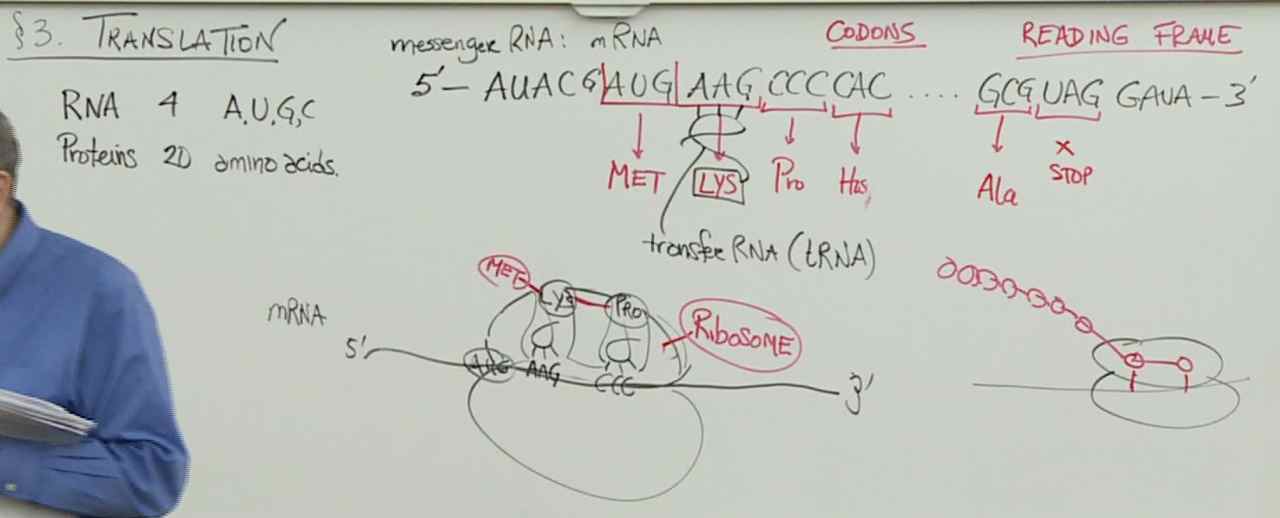 §3. TRANSLATION
RNA 4 A,U,G,C
Proteins 20 amino acids.
messenger RNA: mRNA
CODONS
READING FRAME
5'— AUACG AUG AAG CCC CAC .... GCG UAG GAUA — 3'
MET LYS Pro His, Ala x STOP
transfer RNA (tRNA)
MET LYS PRO
RIBOSOME
mRNA
5' AUG AAG CCC 3'